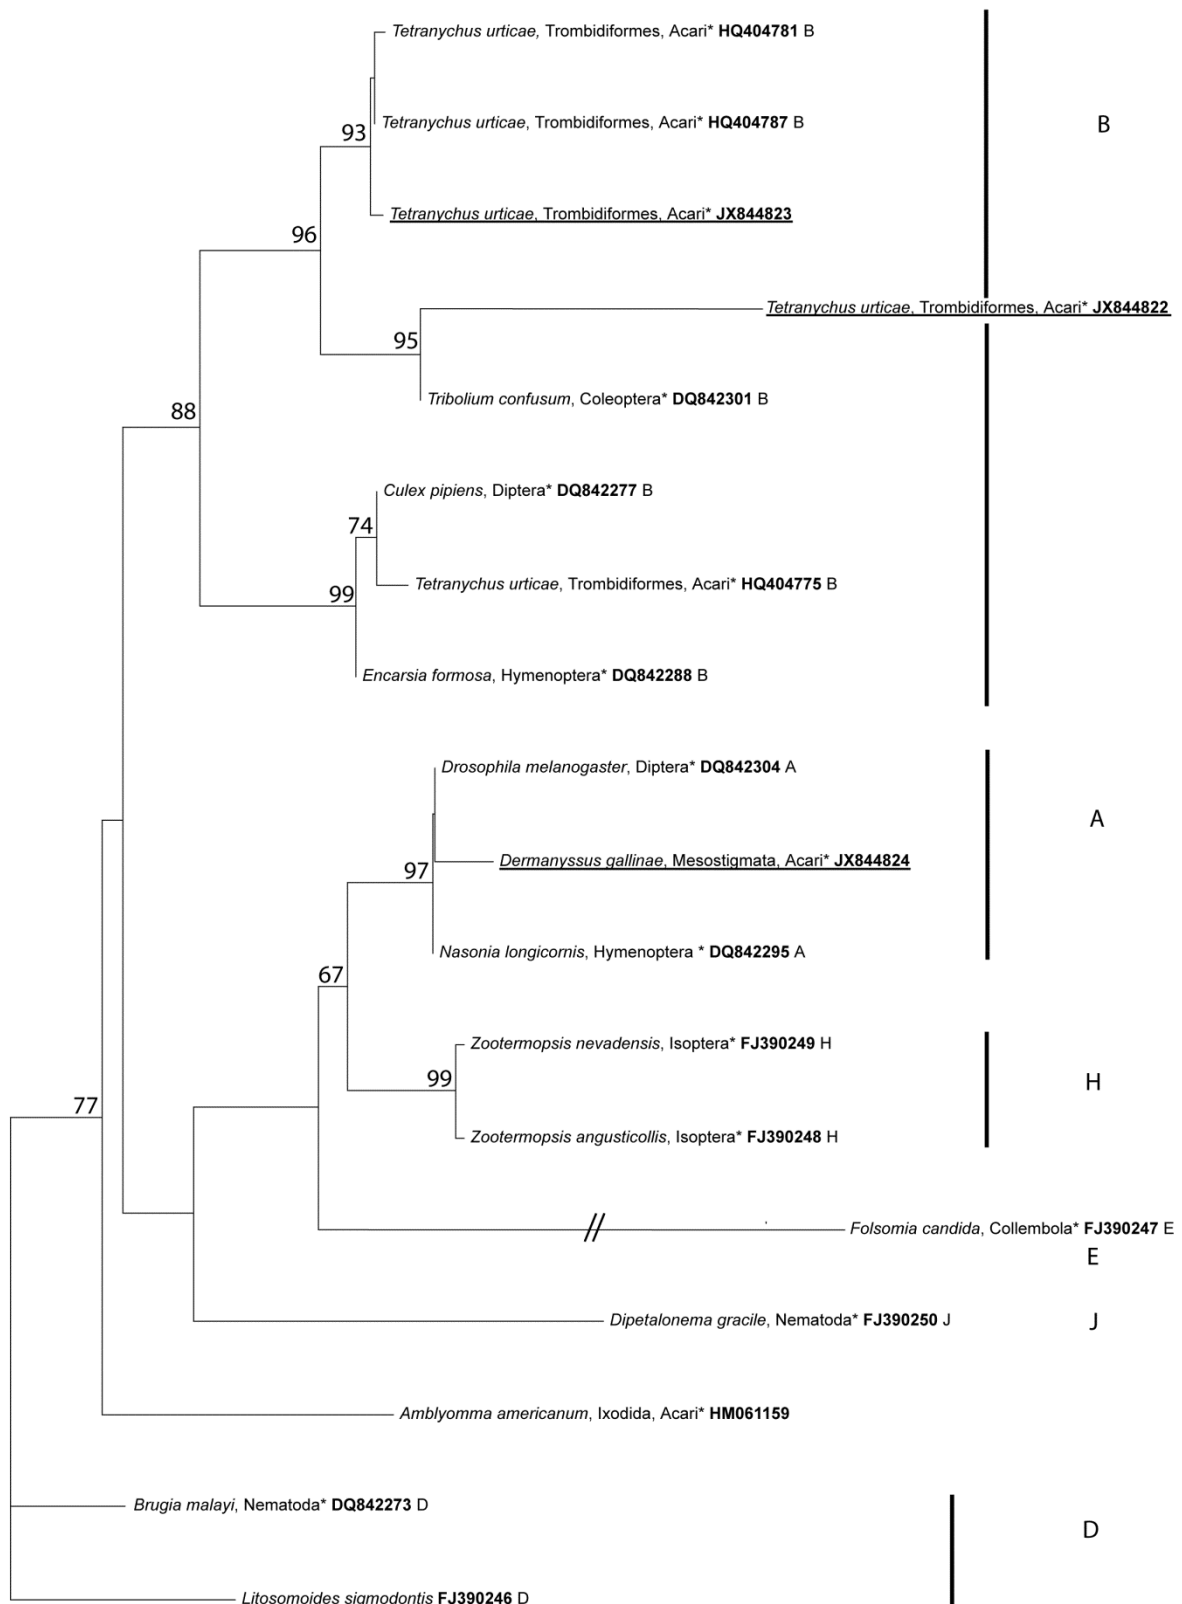 Tetranychus urticae, Trombidiformes, Acari* HQ404781 B
Tetranychus urticae, Trombidiformes, Acari* HQ404787 B
B
93
Tetranychus urticae, Trombidiformes, Acari* JX844823
96
Tetranychus urticae, Trombidiformes, Acari* JX844822
95
Tribolium confusum, Coleoptera* DQ842301 B
88
Culex pipiens, Diptera* DQ842277 B
74
Tetranychus urticae, Trombidiformes, Acari* HQ404775 B
99
Encarsia formosa, Hymenoptera* DQ842288 B
Drosophila melanogaster, Diptera* DQ842304 A
A
Dermanyssus gallinae, Mesostigmata, Acari* JX844824
97
Nasonia longicornis, Hymenoptera * DQ842295 A
67
Zootermopsis nevadensis, Isoptera* FJ390249 H
99
H
77
Zootermopsis angusticollis, Isoptera* FJ390248 H
Folsomia candida, Collembola* FJ390247 E
E
Dipetalonema gracile, Nematoda* FJ390250 J
J
Amblyomma americanum, Ixodida, Acari* HM061159
Brugia malayi, Nematoda* DQ842273 D
D
Litosomoides sigmodontis FJ390246 D